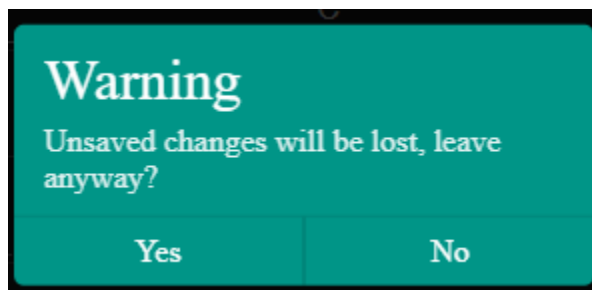 Warning
Unsaved changes will be lost, leave
anyway?
Yes
No